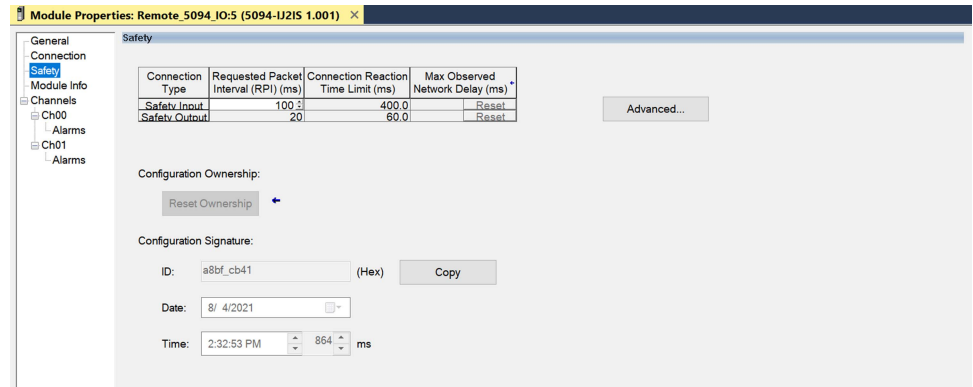 Module Properties: Remote_5094_IO:5 (5094-IJ2IS 1.001) ×
General
Connection
Safety
Module Info
Channels
Ch00
Alarms
Ch01
Alarms
Safety
Connection Type Requested Packet Interval (RPI) (ms) Connection Reaction Time Limit (ms) Max Observed Network Delay (ms)
Safety Input 100 400.0 Reset
Safety Output 20 60.0 Reset
Advanced...
Configuration Ownership:
Reset Ownership
Configuration Signature:
ID: a8bf_cb41 (Hex) Copy
Date: 8/ 4/2021
Time: 2:32:53 PM 864 ms